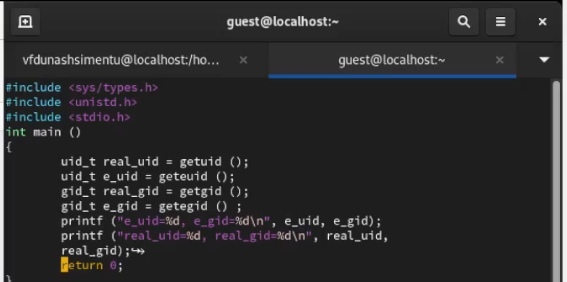 guest@localhost:~
vfdunashsimentu@localhost:/ho... × guest@localhost:~ ×
#include <sys/types.h>
#include <unistd.h>
#include <stdio.h>
int main ()
{
uid_t real_uid = getuid ();
uid_t e_uid = geteuid ();
gid_t real_gid = getgid ();
gid_t e_gid = getegid () ;
printf ("e_uid=%d, e_gid=%d\n", e_uid, e_gid);
printf ("real_uid=%d, real_gid=%d\n", real_uid,
real_gid);↪→
return 0;
}